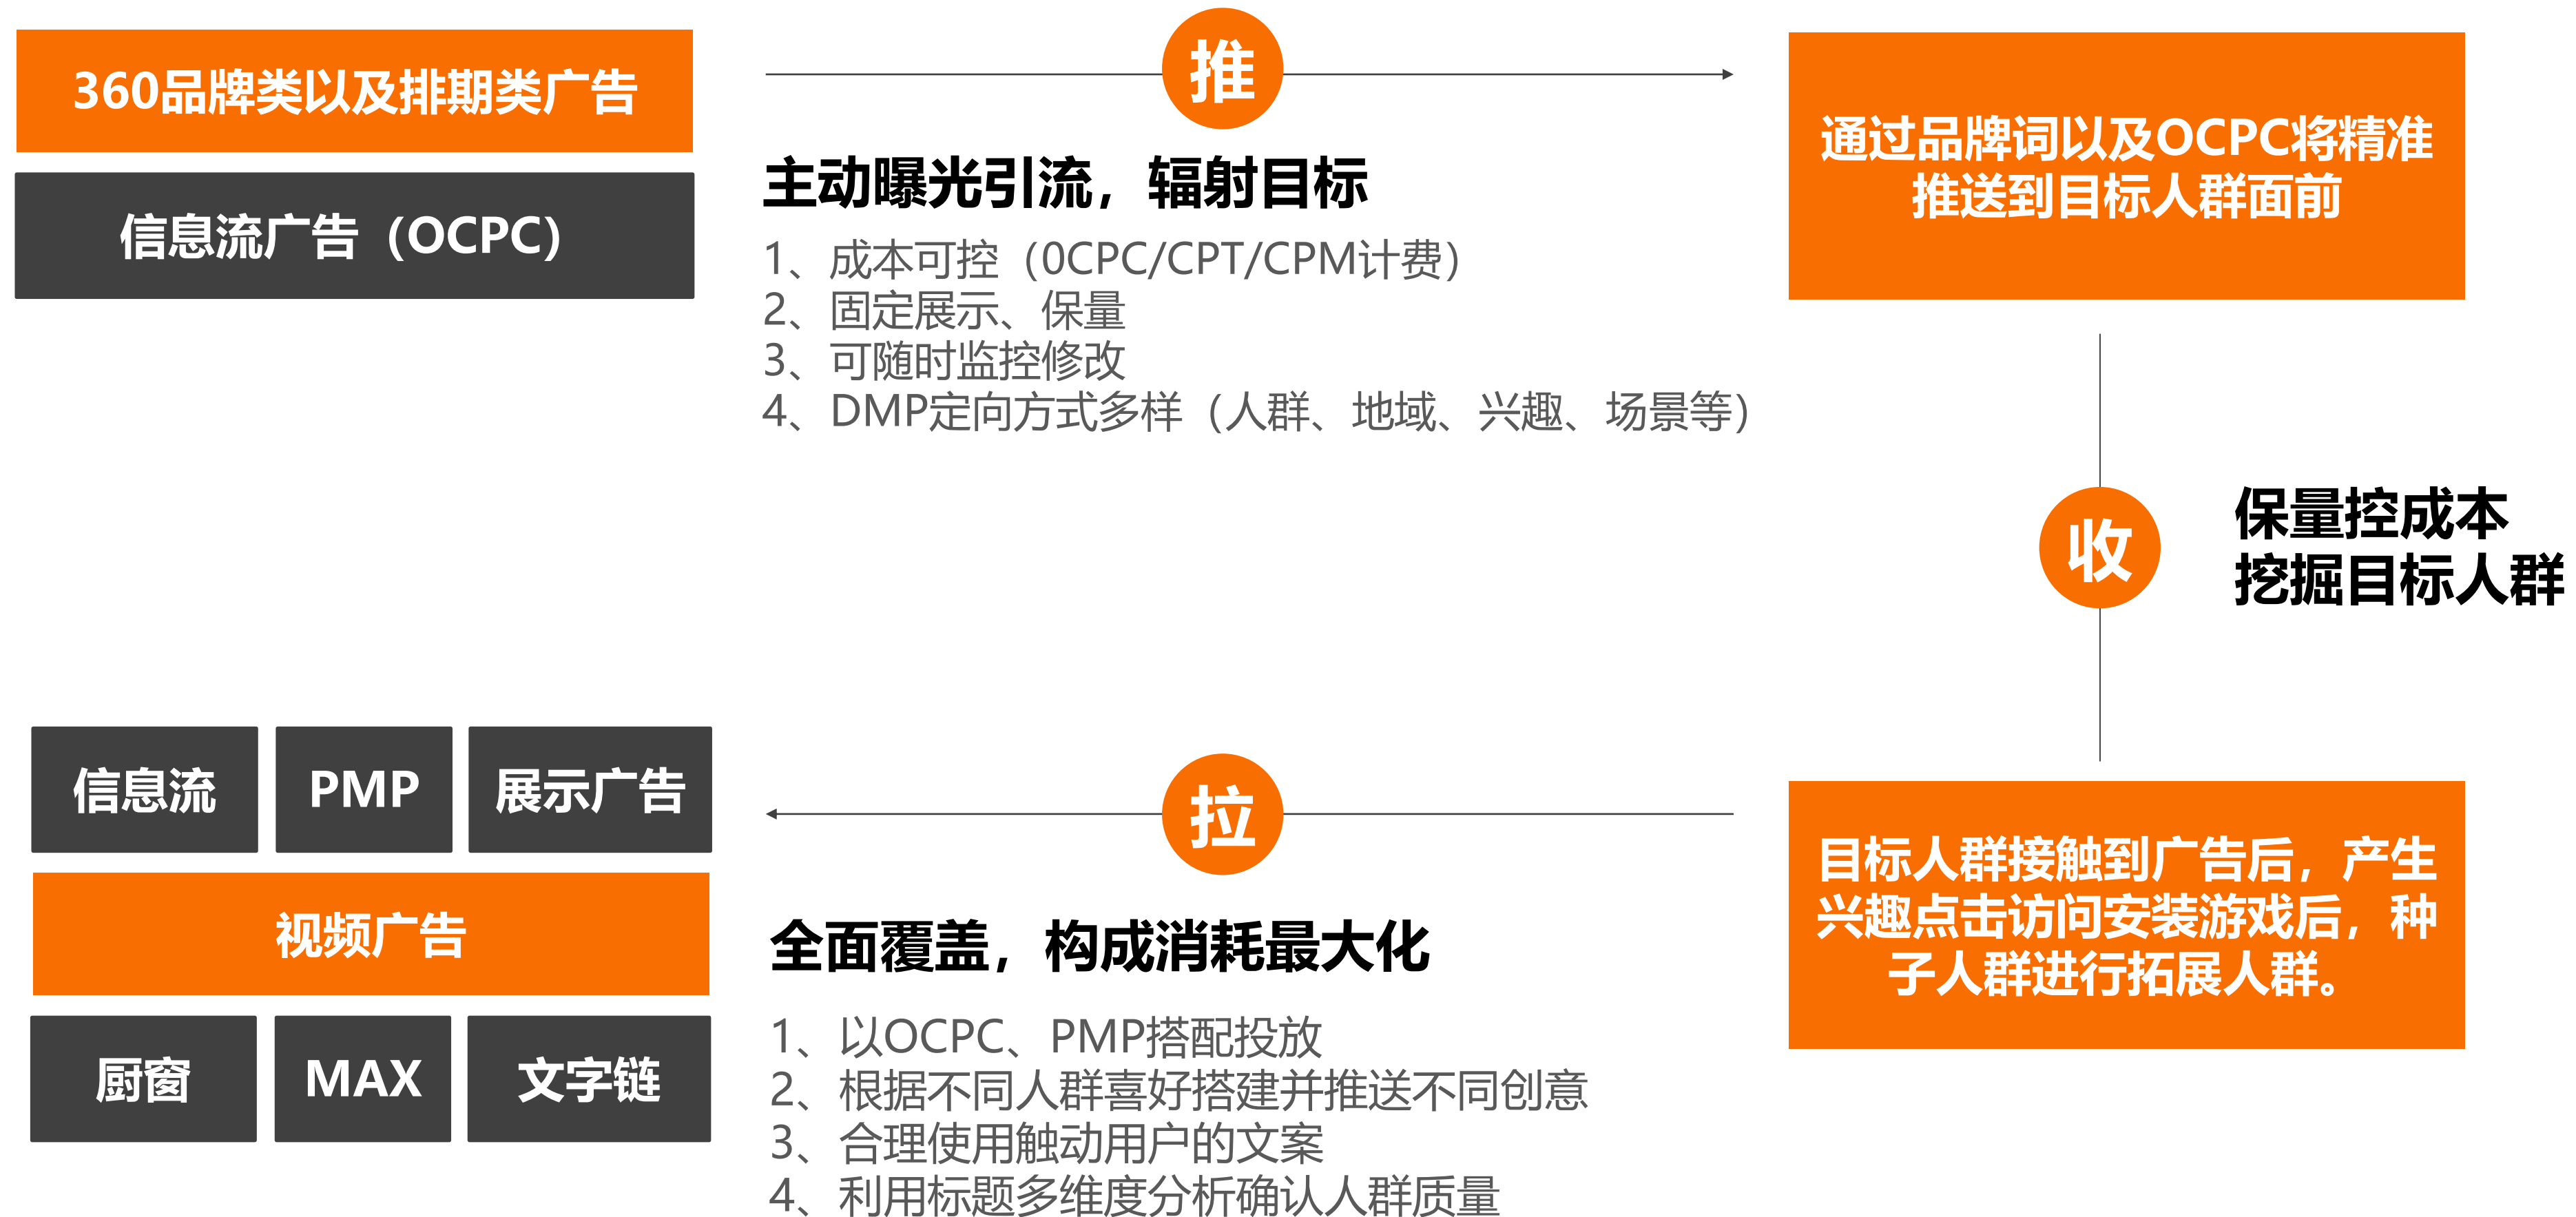 360品牌类以及排期类广告
信息流广告（OCPC）
推
主动曝光引流，辐射目标
1、成本可控（0CPC/CPT/CPM计费）
2、固定展示、保量
3、可随时监控修改
4、DMP定向方式多样（人群、地域、兴趣、场景等）
通过品牌词以及OCPC将精准
推送到目标人群面前
收
保量控成本
挖掘目标人群
目标人群接触到广告后，产生
兴趣点击访问安装游戏后，种
子人群进行拓展人群。
拉
全面覆盖，构成消耗最大化
1、以OCPC、PMP搭配投放
2、根据不同人群喜好搭建并推送不同创意
3、合理使用触动用户的文案
4、利用标题多维度分析确认人群质量
信息流
PMP
展示广告
视频广告
厨窗
MAX
文字链